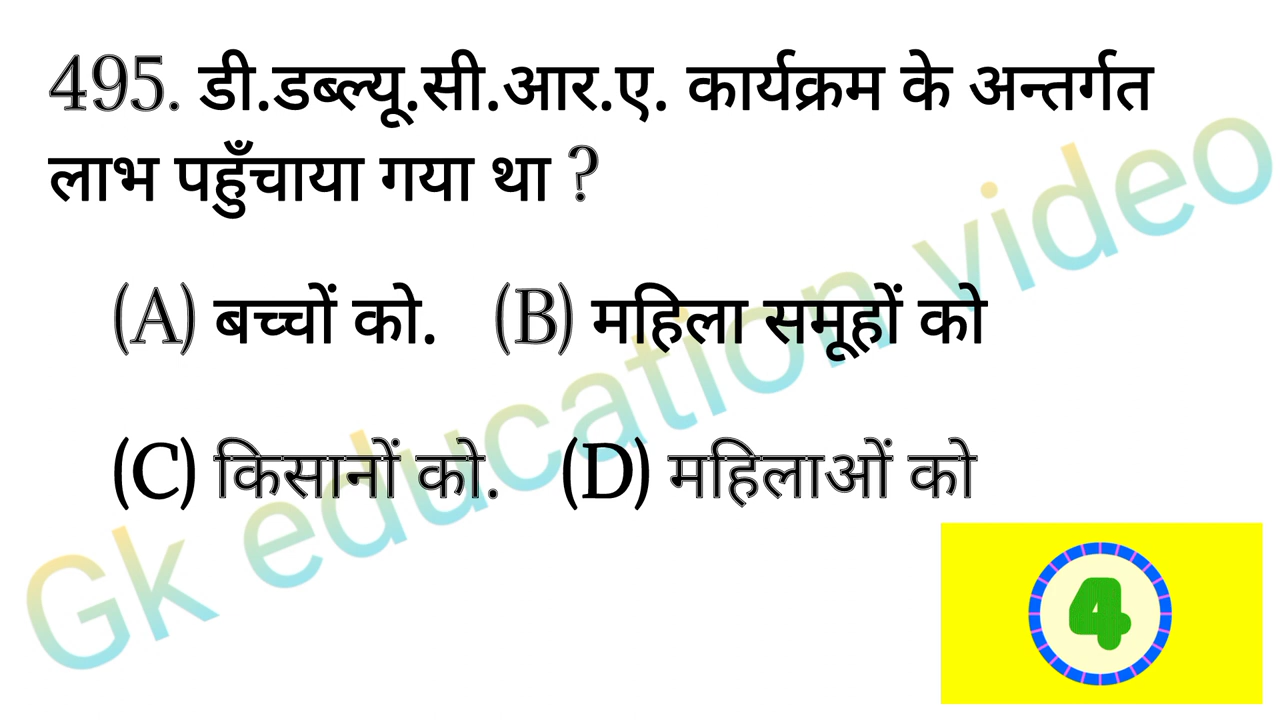 495. डी.डब्ल्यू.सी.आर.ए. कार्यक्रम के अन्तर्गत
लाभ पहुँचाया गया था ?
(A) बच्चों को. (B) महिला समूहों को
(C) किसानों को. (D) महिलाओं को
4
Gk education video